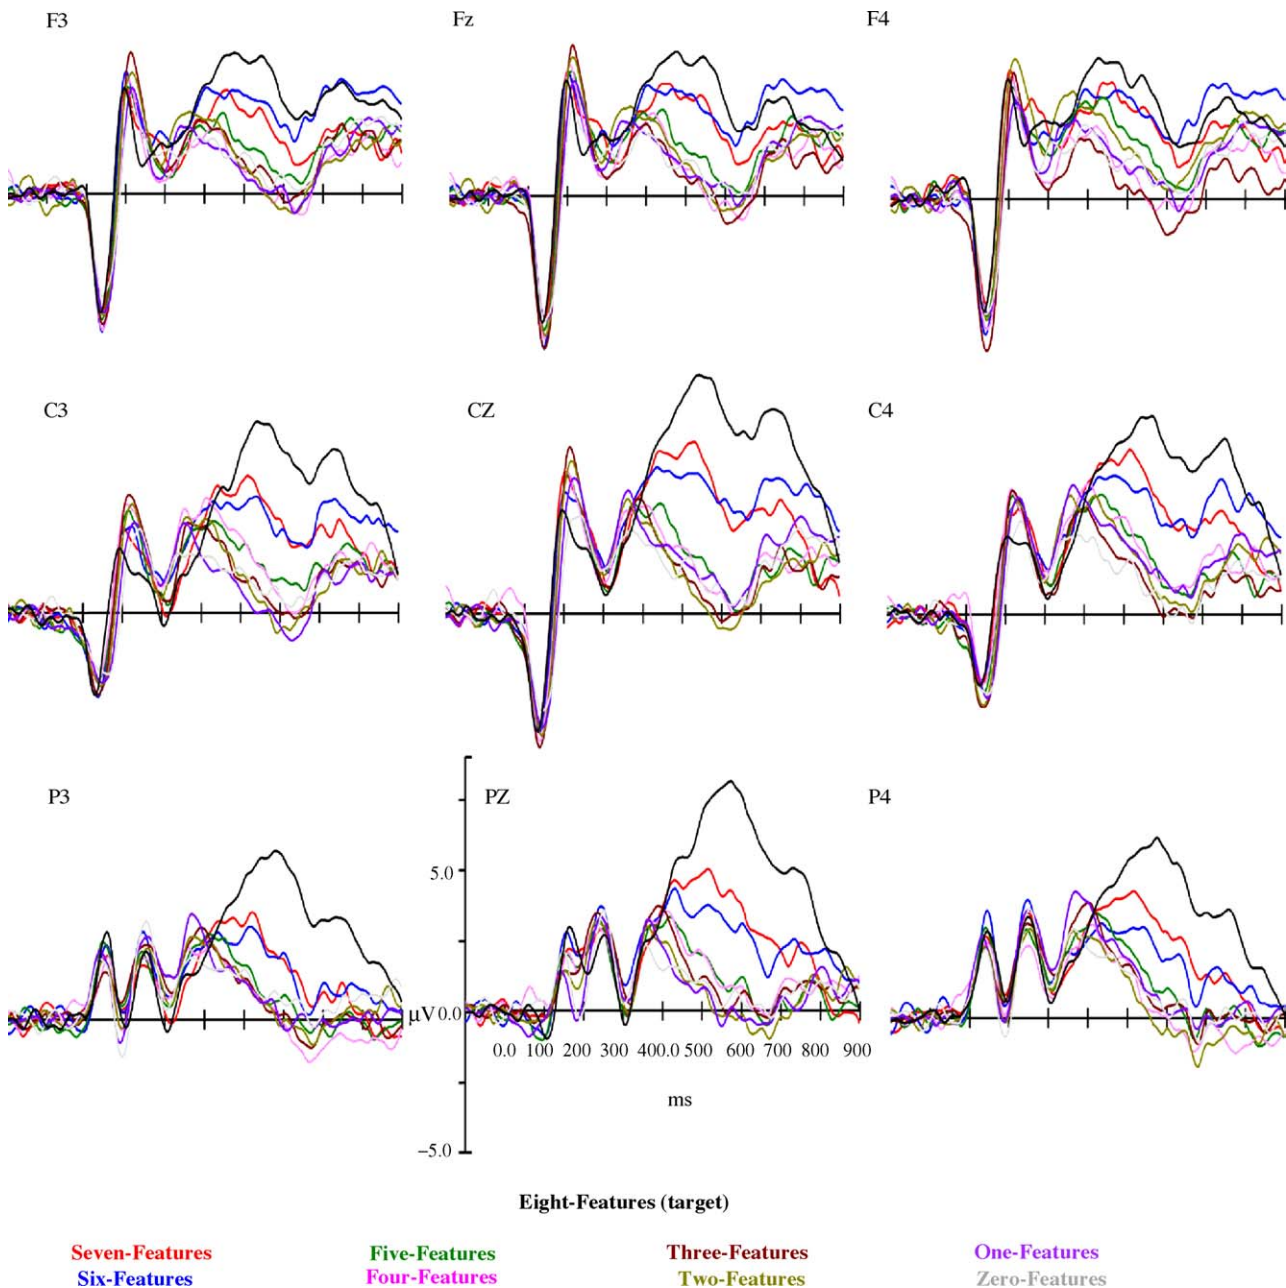 F3 Fz F4
C3 CZ C4
P3 PZ P4
5.0
μV 0.0
0.0 100 200 300 400.0 500 600 700 800 900
ms
−5.0
Eight-Features (target)
Seven-Features Five-Features Three-Features One-Features
Six-Features Four-Features Two-Features Zero-Features